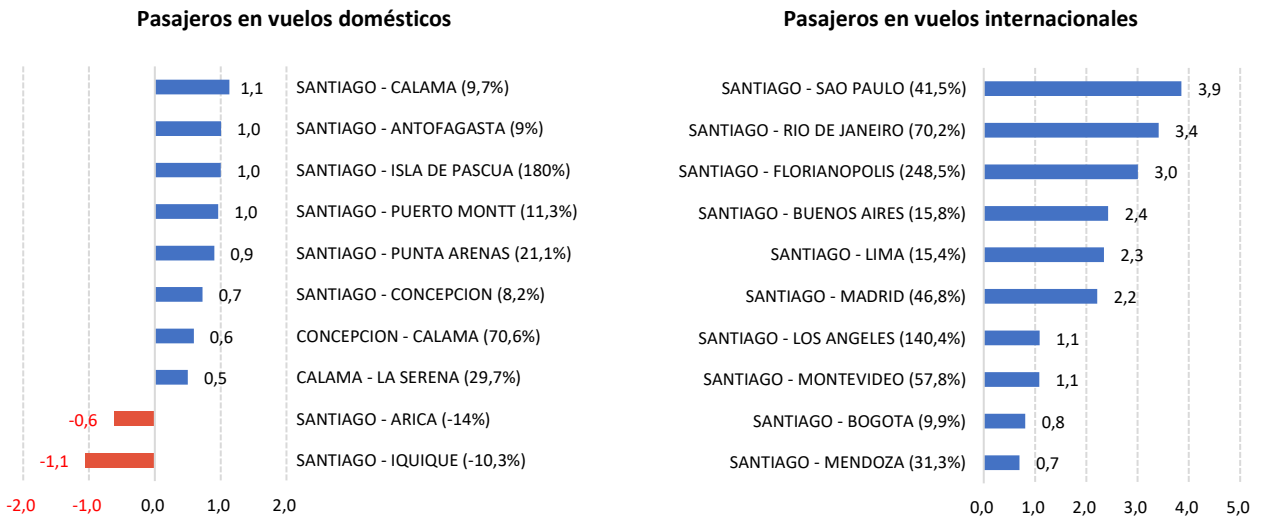 Pasajeros en vuelos domésticos
1,1 SANTIAGO - CALAMA (9,7%)
1,0 SANTIAGO - ANTOFAGASTA (9%)
1,0 SANTIAGO - ISLA DE PASCUA (180%)
1,0 SANTIAGO - PUERTO MONTT (11,3%)
0,9 SANTIAGO - PUNTA ARENAS (21,1%)
0,7 SANTIAGO - CONCEPCION (8,2%)
0,6 CONCEPCION - CALAMA (70,6%)
0,5 CALAMA - LA SERENA (29,7%)
-0,6 SANTIAGO - ARICA (-14%)
-1,1 SANTIAGO - IQUIQUE (-10,3%)
-2,0 -1,0 0,0 1,0 2,0
Pasajeros en vuelos internacionales
SANTIAGO - SAO PAULO (41,5%) 3,9
SANTIAGO - RIO DE JANEIRO (70,2%) 3,4
SANTIAGO - FLORIANOPOLIS (248,5%) 3,0
SANTIAGO - BUENOS AIRES (15,8%) 2,4
SANTIAGO - LIMA (15,4%) 2,3
SANTIAGO - MADRID (46,8%) 2,2
SANTIAGO - LOS ANGELES (140,4%) 1,1
SANTIAGO - MONTEVIDEO (57,8%) 1,1
SANTIAGO - BOGOTA (9,9%) 0,8
SANTIAGO - MENDOZA (31,3%) 0,7
0,0 1,0 2,0 3,0 4,0 5,0